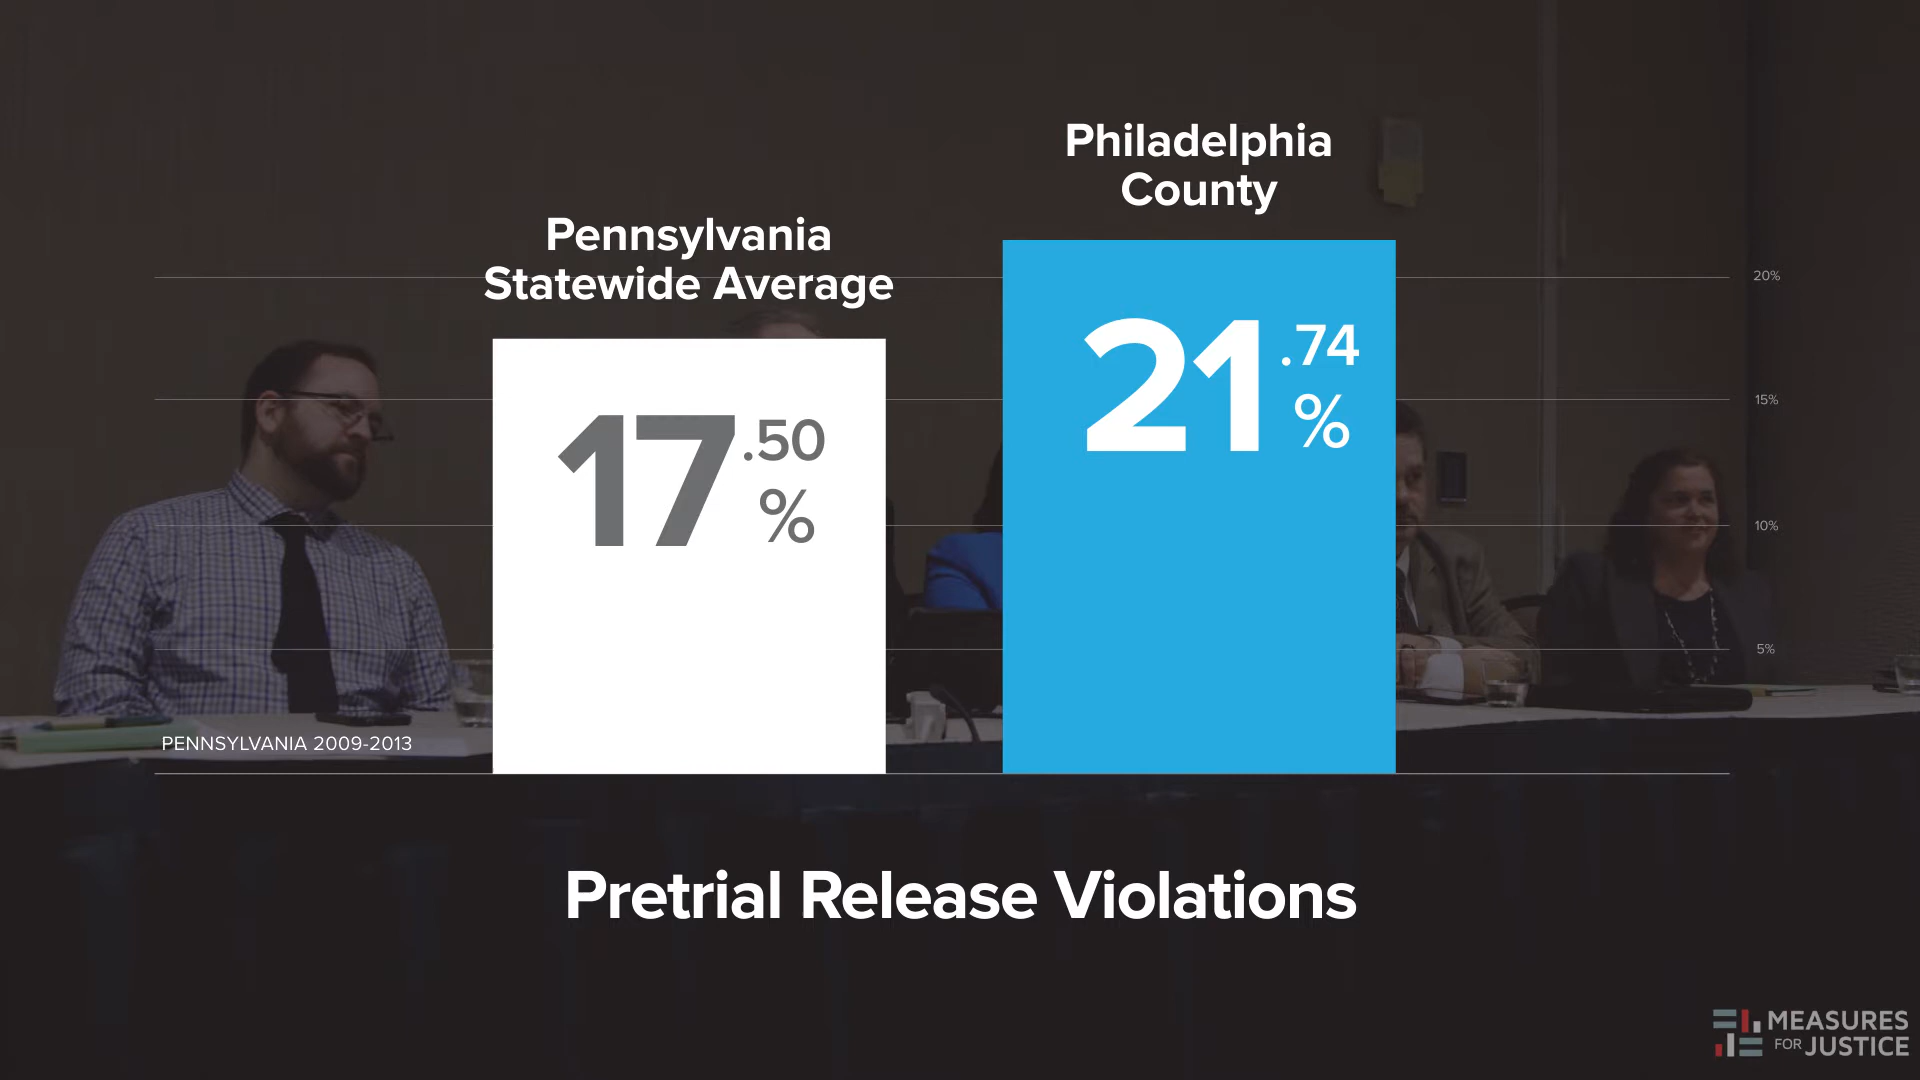 Philadelphia
County
Pennsylvania
Statewide Average
20%
21.74
%
15%
17.50
%
10%
5%
PENNSYLVANIA 2009-2013
Pretrial Release Violations
MEASURES
FOR JUSTICE